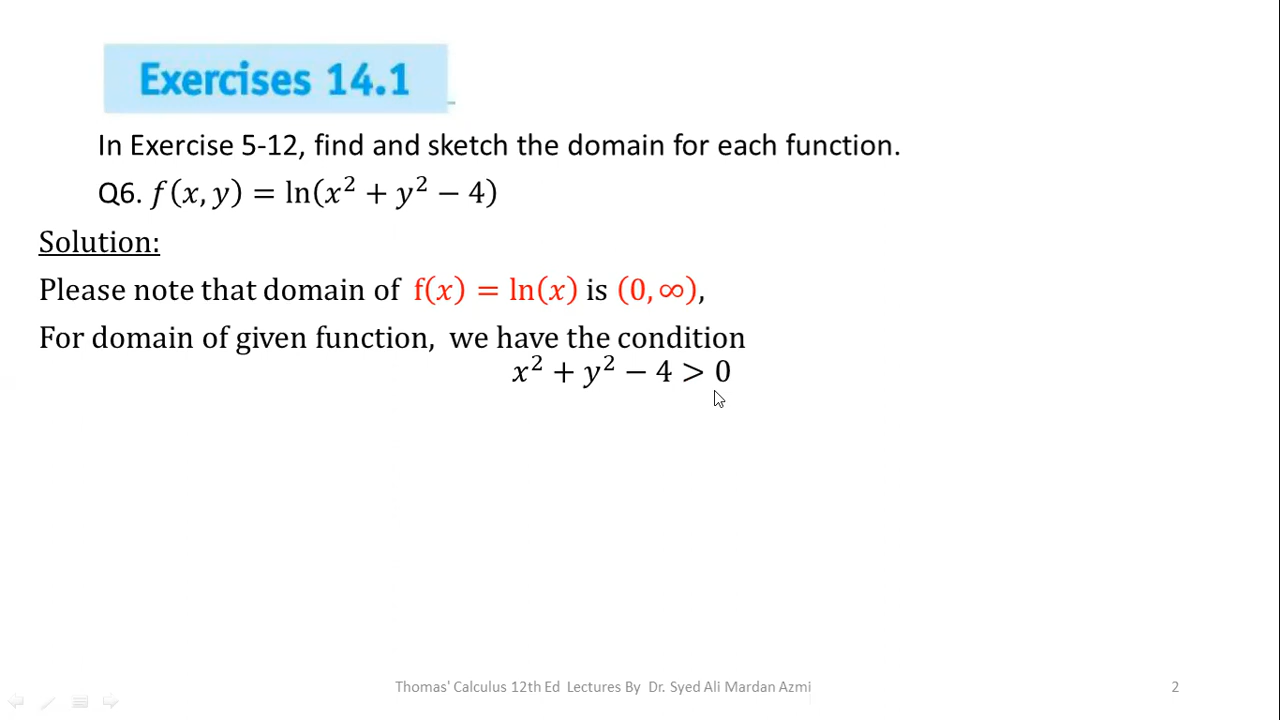 Exercises 14.1
In Exercise 5-12, find and sketch the domain for each function.
Q6. f(x, y) = ln(x² + y² − 4)
Solution:
Please note that domain of f(x) = ln(x) is (0, ∞),
For domain of given function, we have the condition
x² + y² − 4 > 0
Thomas' Calculus 12th Ed Lectures By Dr. Syed Ali Mardan Azmi
2